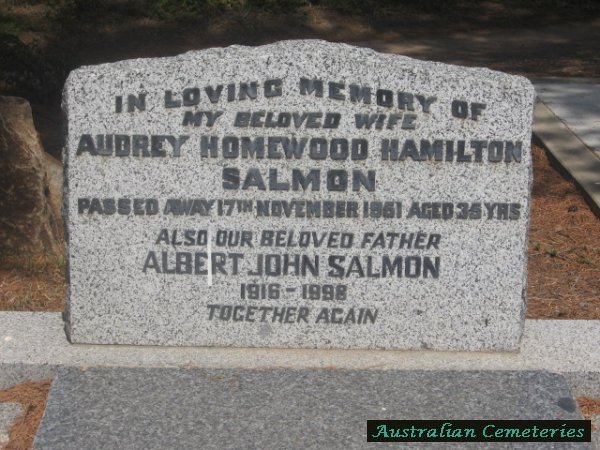 IN LOVING MEMORY OF
MY BELOVED WIFE
AUDREY HOMEWOOD HAMILTON
SALMON
PASSED AWAY 17TH NOVEMBER 1961 AGED 35 YRS
ALSO OUR BELOVED FATHER
ALBERT JOHN SALMON
1916 - 1998
TOGETHER AGAIN
Australian Cemeteries